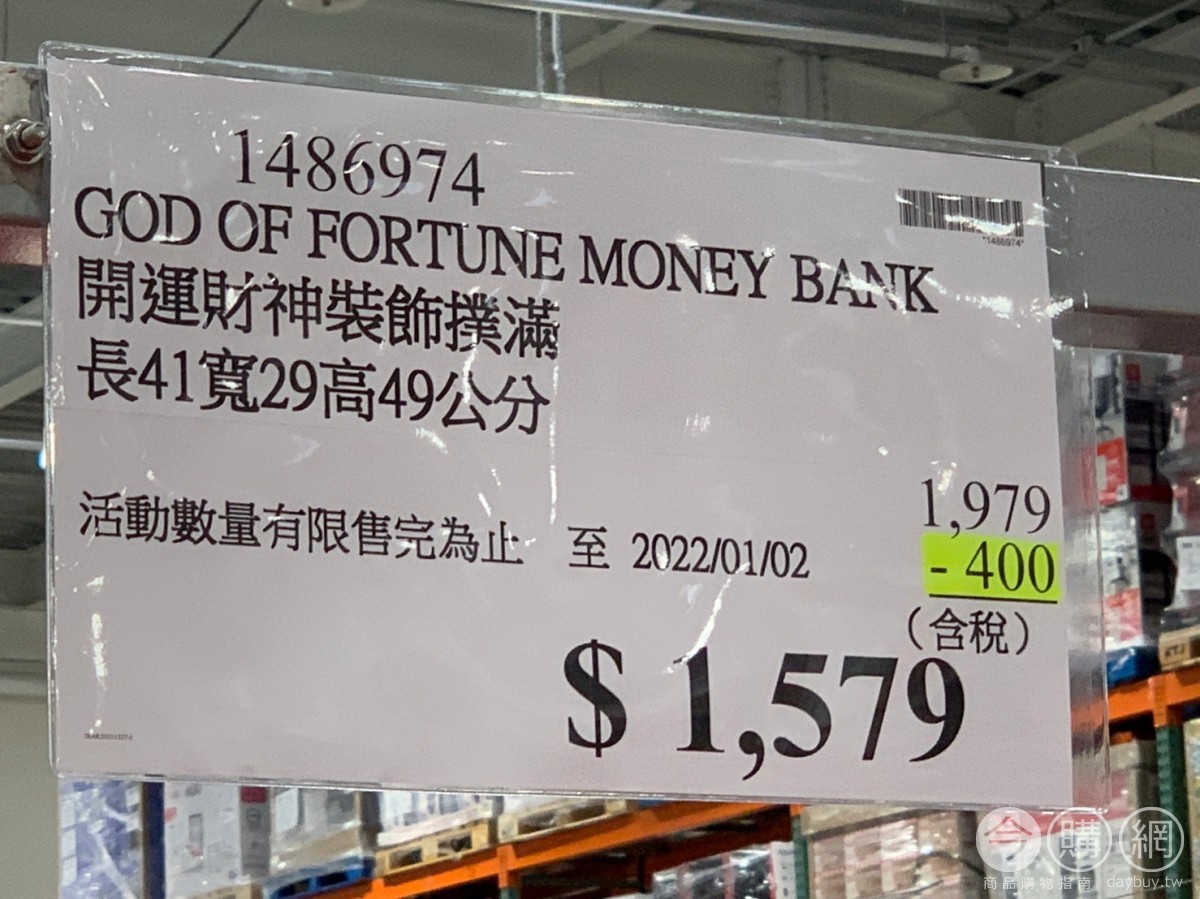 1486974
*1486974*
GOD OF FORTUNE MONEY BANK
開運財神裝飾撲滿
長41寬29高49公分
1,979
活動數量有限售完為止 至 2022/01/02
- 400
(含稅)
$ 1,579
今購網
商品購物指南 daybuy.tw